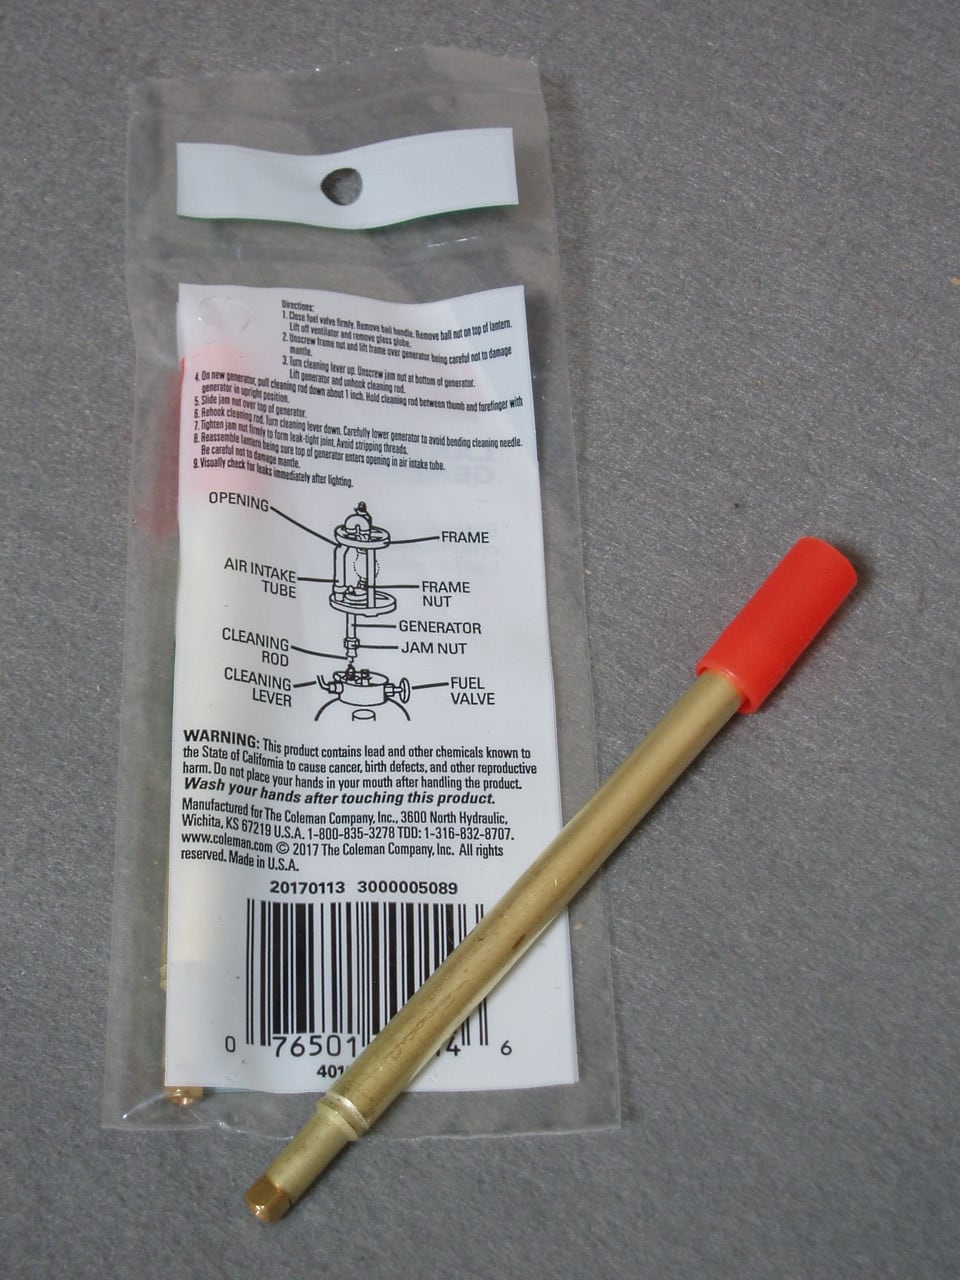 Directions:
1. Close fuel valve firmly. Remove bail handle. Remove ball nut on top of lantern.
Lift off ventilator and remove glass globe.
2. Unscrew frame nut and lift frame over generator being careful not to damage
mantle.
3. Turn cleaning lever up. Unscrew jam nut at bottom of generator.
Lift generator and unhook cleaning rod.
4. On new generator, pull cleaning rod down about 1 inch. Hold cleaning rod between thumb and forefinger with
generator in upright position.
5. Slide jam nut over top of generator.
6. Rehook cleaning rod. Turn cleaning lever down. Carefully lower generator to avoid bending cleaning needle.
7. Tighten jam nut firmly to form leak-tight joint. Avoid stripping threads.
8. Reassemble lantern being sure top of generator enters opening in air intake tube.
Be careful not to damage mantle.
9. Visually check for leaks immediately after lighting.
OPENING
FRAME
AIR INTAKE
TUBE
FRAME
NUT
GENERATOR
CLEANING
ROD
JAM NUT
CLEANING
LEVER
FUEL
VALVE
WARNING: This product contains lead and other chemicals known to
the State of California to cause cancer, birth defects, and other reproductive
harm. Do not place your hands in your mouth after handling the product.
Wash your hands after touching this product.
Manufactured for The Coleman Company, Inc., 3600 North Hydraulic,
Wichita, KS 67219 U.S.A. 1-800-835-3278 TDD: 1-316-832-8707.
www.coleman.com © 2017 The Coleman Company, Inc. All rights
reserved. Made in U.S.A.
20170113 3000005089
0 76501 4 6
401